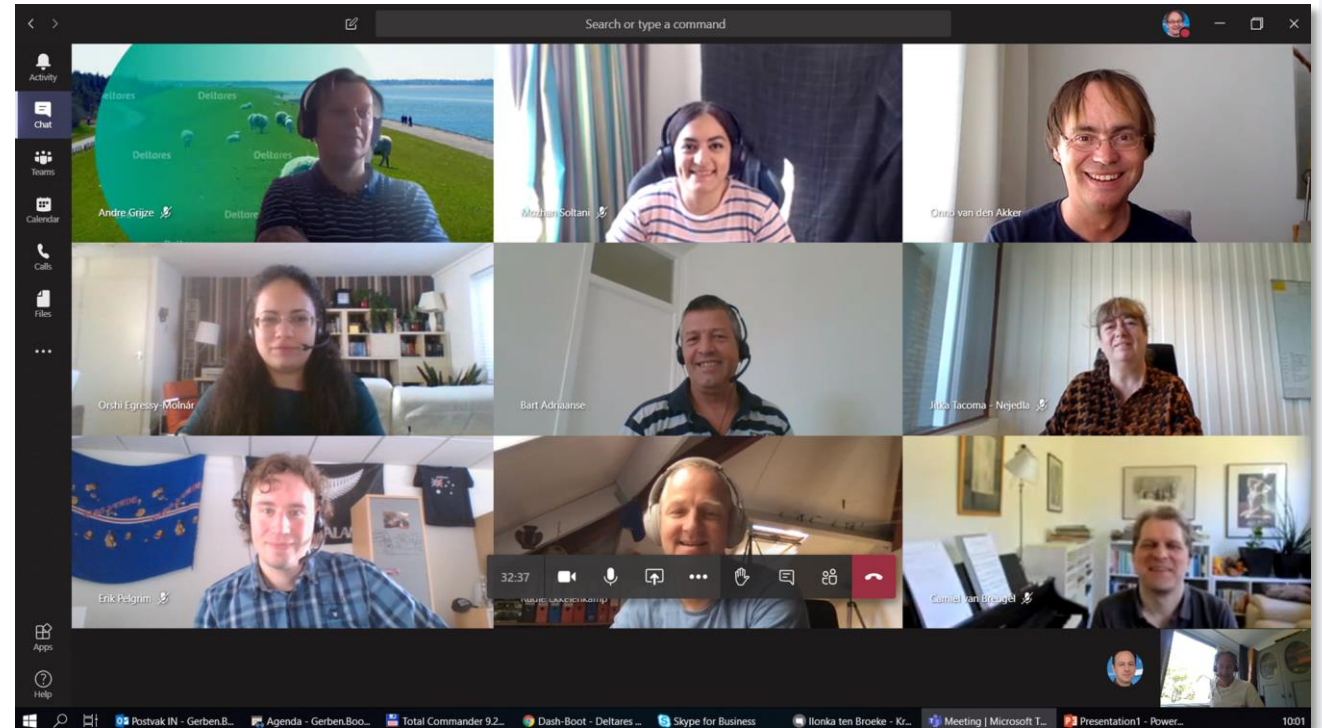 Search or type a command
Activity
Chat
Teams
Calendar
Calls
Files
Apps
Help
eltares
Deltares
Deltares
Deltares
Andre Grijze
Mozhan Soltani
Onno van den Akker
Orshi Egressy-Molnár
Bart Adriaanse
Jitka Tacoma - Nejedla
Erik Pelgrim
Camiel van Breugel
32:37
Postvak IN - Gerben.B...
Agenda - Gerben.Boo...
Total Commander 9.2...
Dash-Boot - Deltares ...
Skype for Business
Ilonka ten Broeke - Kr...
Meeting | Microsoft T...
Presentation1 - Power...
10:01